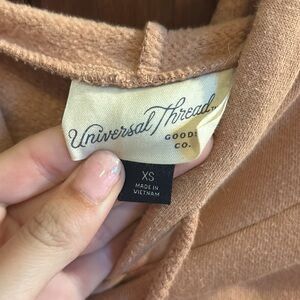 Universal Thread
GOODS
CO.
XS
MADE IN
VIETNAM